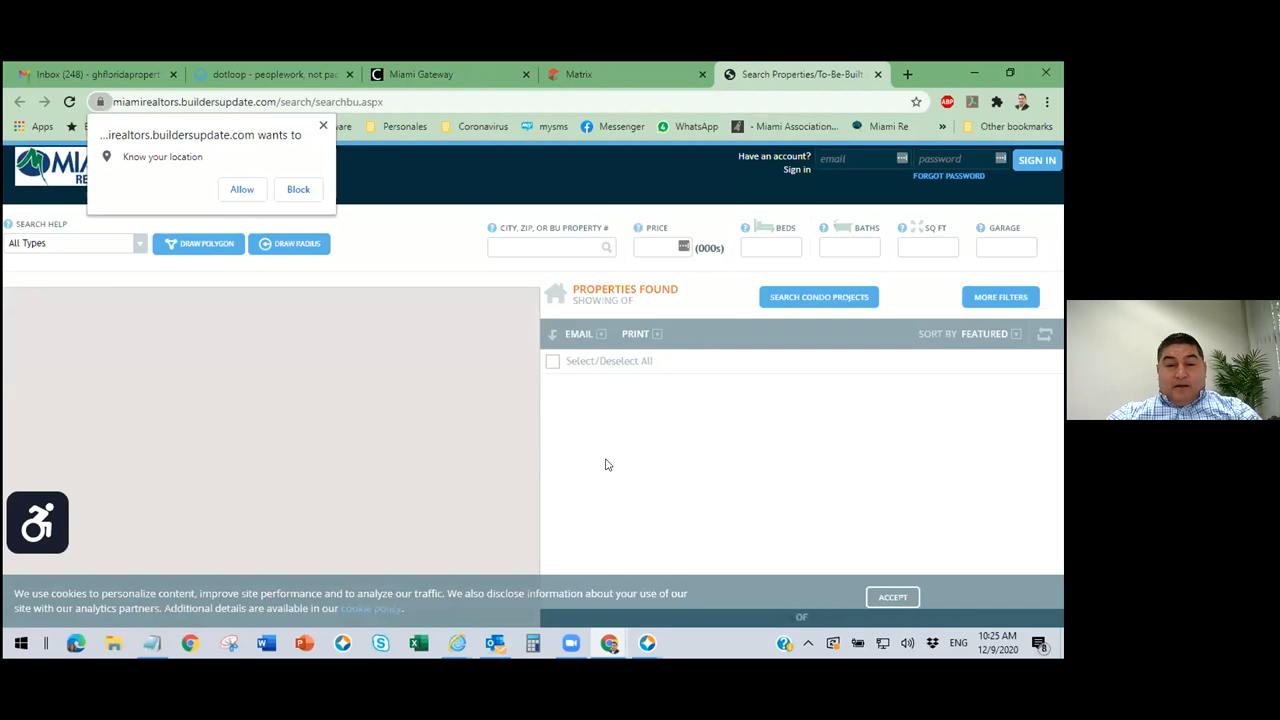 Inbox (248) - ghfloridapropert
dotloop - peoplework, not pa
Miami Gateway
Matrix
Search Properties/To-Be-Built
miamirealtors.buildersupdate.com/search/searchbu.aspx
Apps
Personales
Coronavirus
mysms
Messenger
WhatsApp
- Miami Association...
Miami Re
»
Other bookmarks
...irealtors.buildersupdate.com wants to
Know your location
Allow
Block
Have an account?
Sign in
email
password
SIGN IN
FORGOT PASSWORD
SEARCH HELP
All Types
DRAW POLYGON
DRAW RADIUS
CITY, ZIP, OR BU PROPERTY #
PRICE
(000s)
BEDS
BATHS
SQ FT
GARAGE
PROPERTIES FOUND
SHOWING OF
SEARCH CONDO PROJECTS
MORE FILTERS
EMAIL
PRINT
SORT BY FEATURED
Select/Deselect All
We use cookies to personalize content, improve site performance and to analyze our traffic. We also disclose information about your use of our
site with our analytics partners. Additional details are available in our cookie policy.
ACCEPT
OF
ENG
10:25 AM
12/9/2020
8